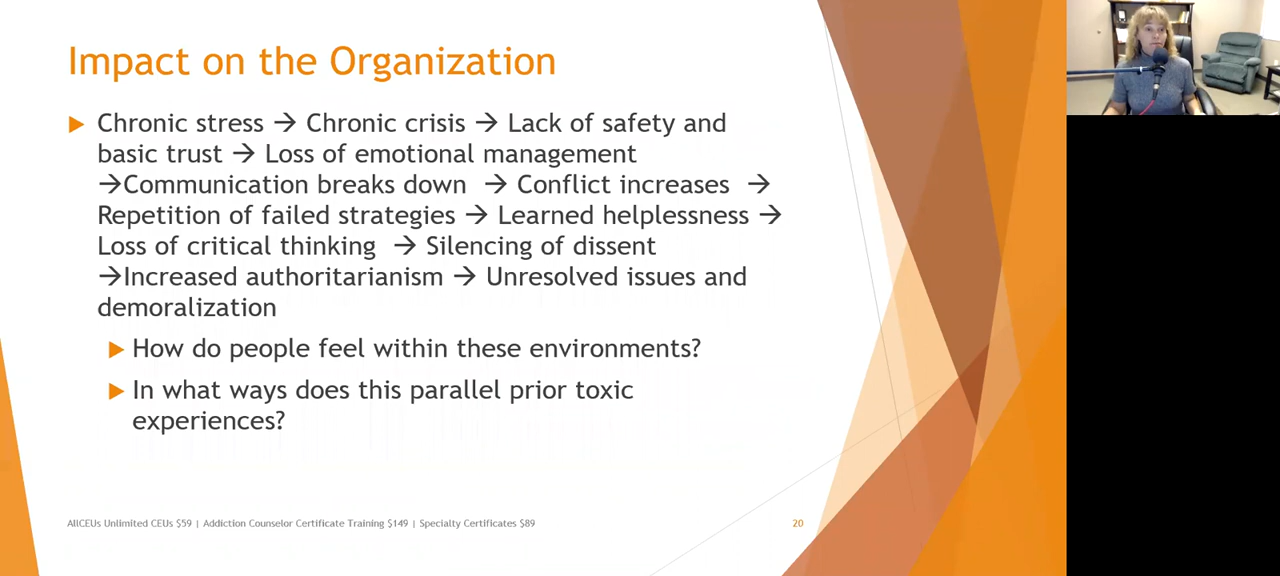 Impact on the Organization
Chronic stress → Chronic crisis → Lack of safety and
basic trust → Loss of emotional management
→Communication breaks down → Conflict increases →
Repetition of failed strategies → Learned helplessness →
Loss of critical thinking → Silencing of dissent
→Increased authoritarianism → Unresolved issues and
demoralization
How do people feel within these environments?
In what ways does this parallel prior toxic
experiences?
AllCEUs Unlimited CEUs $59 | Addiction Counselor Certificate Training $149 | Specialty Certificates $89
20